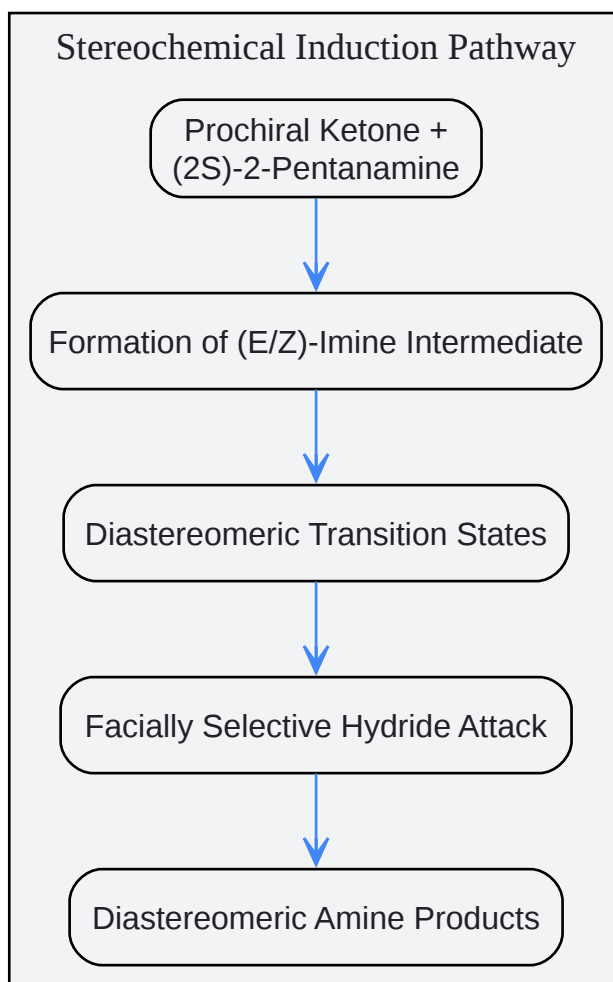 Stereochemical Induction Pathway
Prochiral Ketone +
(2S)-2-Pentanamine
Formation of (E/Z)-Imine Intermediate
Diastereomeric Transition States
Facially Selective Hydride Attack
Diastereomeric Amine Products